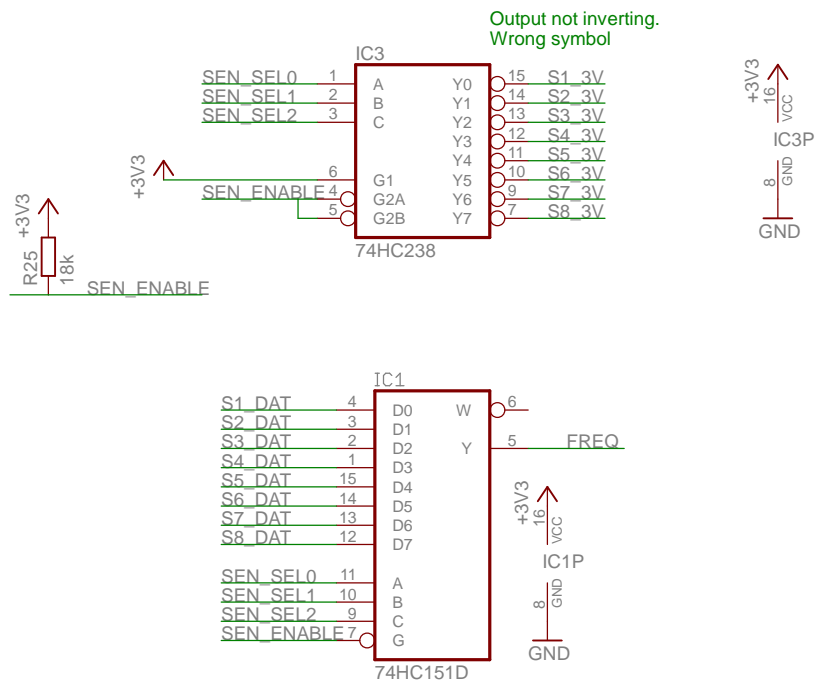 Output not inverting.
Wrong symbol
IC3
SEN_SEL0 1 A Y0 15 S1_3V
SEN_SEL1 2 B Y1 14 S2_3V
SEN_SEL2 3 C Y2 13 S3_3V
Y3 12 S4_3V
Y4 11 S5_3V
+3V3 6 G1 Y5 10 S6_3V
SEN_ENABLE 4 G2A Y6 9 S7_3V
5 G2B Y7 7 S8_3V
74HC238
+3V3
16 VCC
IC3P
8 GND
GND
+3V3
R25
18k
SEN_ENABLE
IC1
S1_DAT 4 D0 W 6
S2_DAT 3 D1
S3_DAT 2 D2 Y 5 FREQ
S4_DAT 1 D3
S5_DAT 15 D4
S6_DAT 14 D5
S7_DAT 13 D6
S8_DAT 12 D7
SEN_SEL0 11 A
SEN_SEL1 10 B
SEN_SEL2 9 C
SEN_ENABLE 7 G
74HC151D
+3V3
16 VCC
IC1P
8 GND
GND